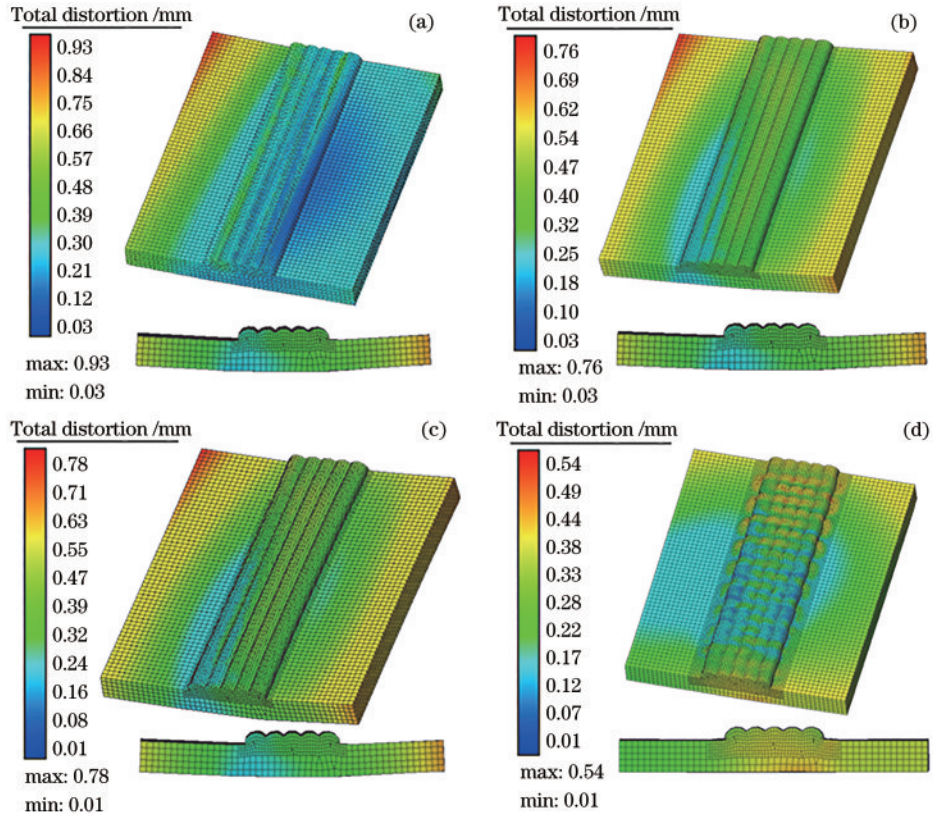 Total distortion /mm
(a)
0.93
0.84
0.75
0.66
0.57
0.48
0.39
0.30
0.21
0.12
0.03
max: 0.93
min: 0.03
Total distortion /mm
(b)
0.76
0.69
0.62
0.54
0.47
0.40
0.32
0.25
0.18
0.10
0.03
max: 0.76
min: 0.03
Total distortion /mm
(c)
0.78
0.71
0.63
0.55
0.47
0.39
0.32
0.24
0.16
0.08
0.01
max: 0.78
min: 0.01
Total distortion /mm
(d)
0.54
0.49
0.44
0.38
0.33
0.28
0.22
0.17
0.12
0.07
0.01
max: 0.54
min: 0.01